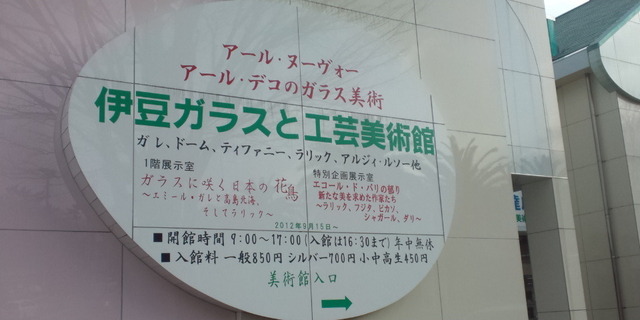 アール・ヌーヴォー
アール・デコのガラス美術
伊豆ガラスと工芸美術館
ガレ、ドーム、ティファニー、ラリック、アルジィ・ルソー他
1階展示室
ガラスに咲く日本の花鳥
～エミール・ガレと高島北海、
そしてラリック～
特別企画展示室
エコール・ド・パリの郁り
新たな美を求めた作家たち
～ラリック、フジタ、ピカソ、
シャガール、ダリ～
2012年9月15日～
■開館時間 9:00～17:00(入館は16:30まで)年中無休
■入館料 一般850円 シルバー700円 小中高生450円
美術館入口